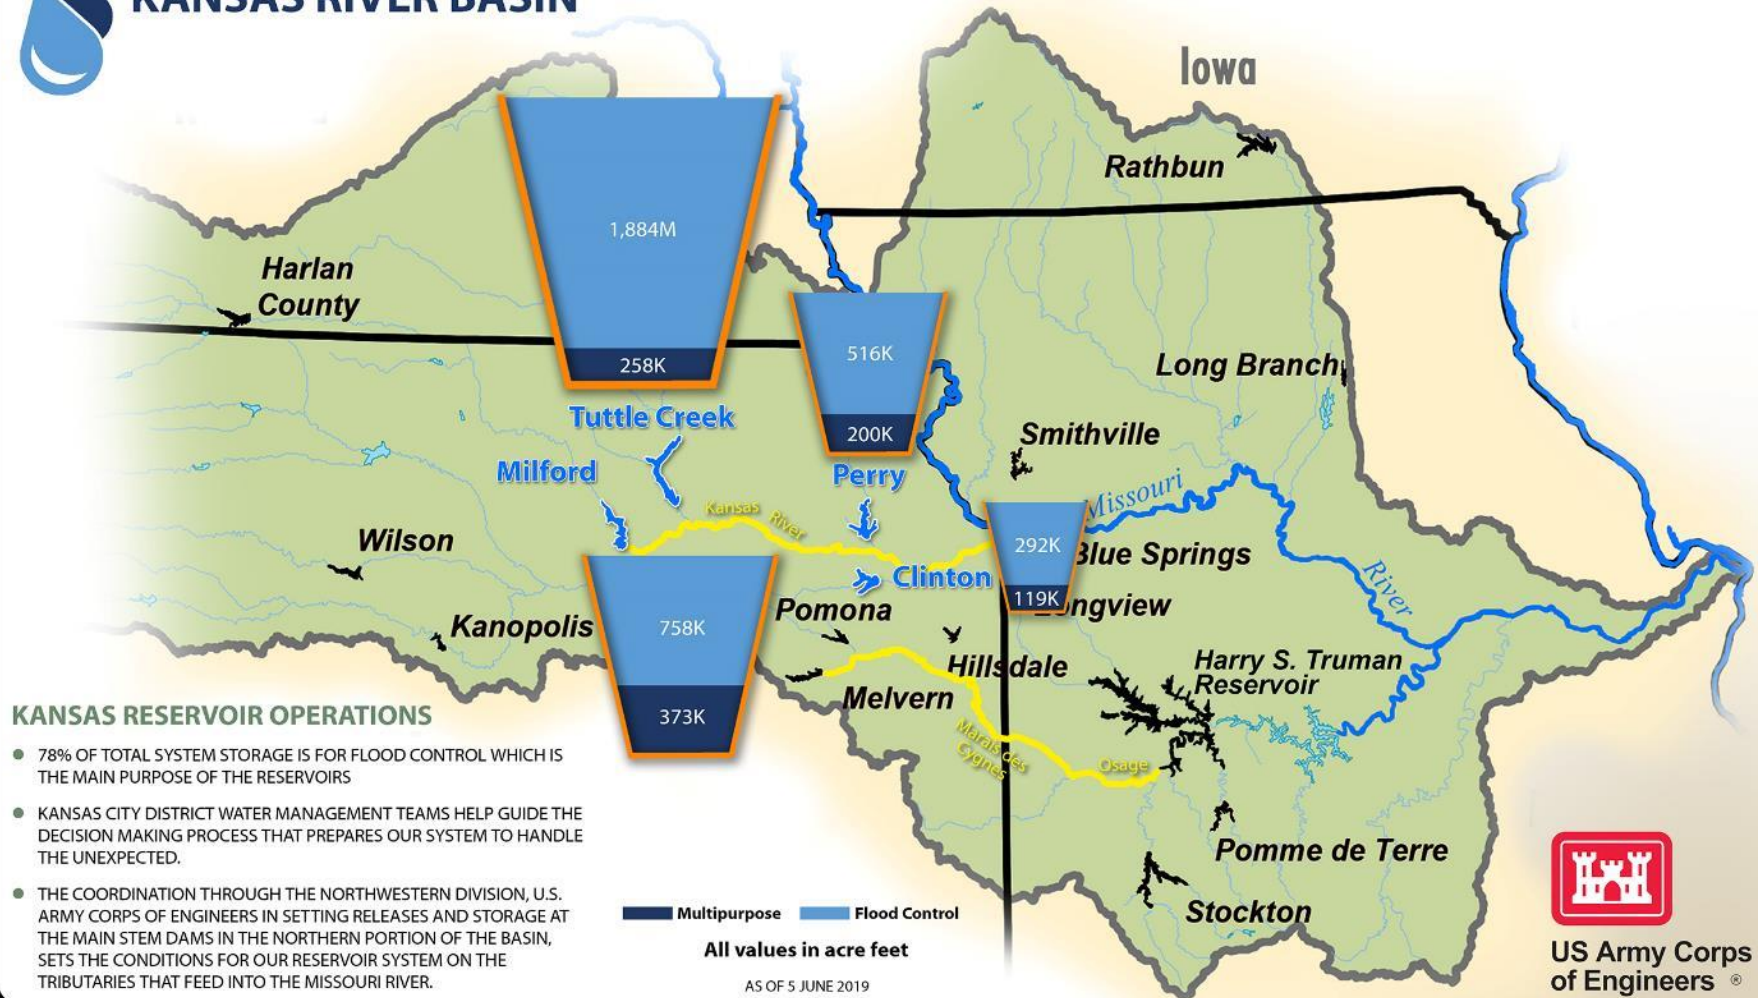 KANSAS RIVER BASIN
Iowa
Rathbun
1,884M
Harlan
County
516K
258K
Long Branch
Tuttle Creek
200K
Smithville
Milford
Perry
Missouri
Kansas River
Wilson
292K
Blue Springs
Clinton
River
119K
Longview
Pomona
Kanopolis
758K
Hillsdale
Harry S. Truman
Reservoir
Melvern
373K
Marais des
Cygnes
Osage
KANSAS RESERVOIR OPERATIONS
78% OF TOTAL SYSTEM STORAGE IS FOR FLOOD CONTROL WHICH IS
THE MAIN PURPOSE OF THE RESERVOIRS
KANSAS CITY DISTRICT WATER MANAGEMENT TEAMS HELP GUIDE THE
DECISION MAKING PROCESS THAT PREPARES OUR SYSTEM TO HANDLE
THE UNEXPECTED.
THE COORDINATION THROUGH THE NORTHWESTERN DIVISION, U.S.
ARMY CORPS OF ENGINEERS IN SETTING RELEASES AND STORAGE AT
THE MAIN STEM DAMS IN THE NORTHERN PORTION OF THE BASIN,
SETS THE CONDITIONS FOR OUR RESERVOIR SYSTEM ON THE
TRIBUTARIES THAT FEED INTO THE MISSOURI RIVER.
Pomme de Terre
Stockton
Multipurpose
Flood Control
All values in acre feet
AS OF 5 JUNE 2019
US Army Corps
of Engineers ®